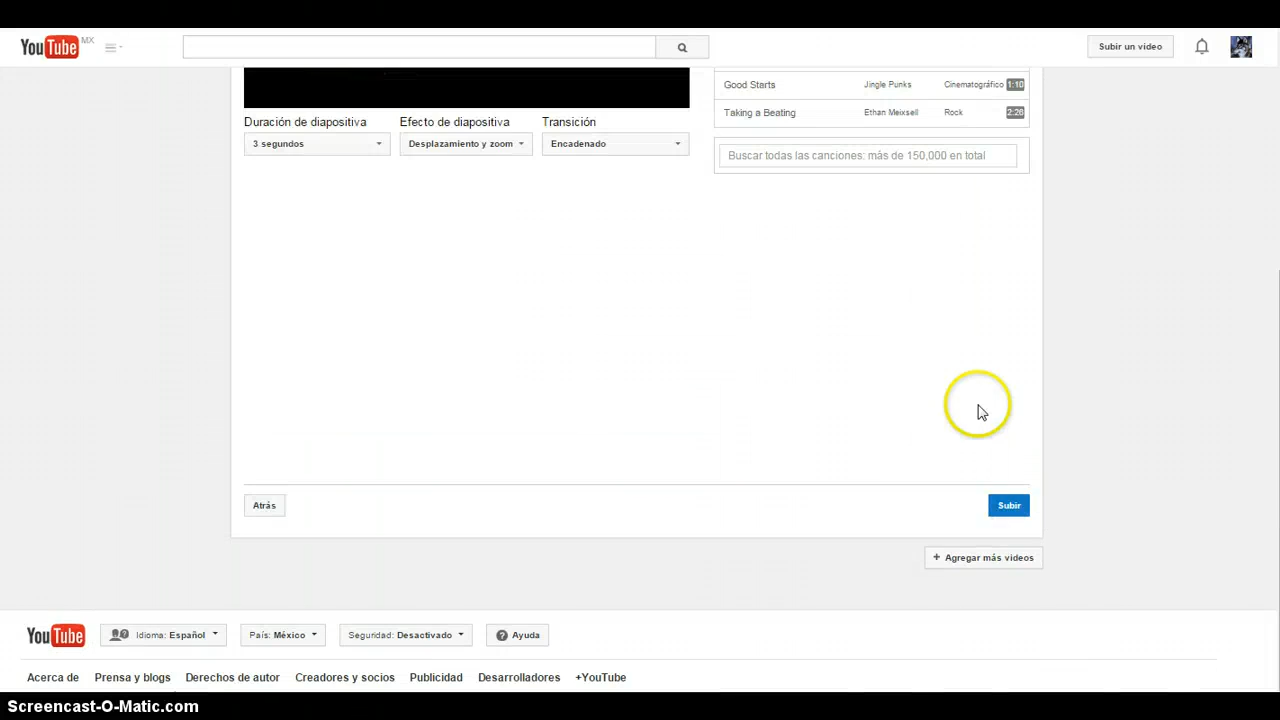 YouTube MX
Subir un video
Good Starts Jingle Punks Cinematográfico 1:10
Taking a Beating Ethan Meixsell Rock 2:26
Duración de diapositiva Efecto de diapositiva Transición
3 segundos Desplazamiento y zoom Encadenado
Buscar todas las canciones: más de 150,000 en total
Atrás Subir
+ Agregar más videos
YouTube Idioma: Español País: México Seguridad: Desactivado Ayuda
Acerca de Prensa y blogs Derechos de autor Creadores y socios Publicidad Desarrolladores +YouTube
Screencast-O-Matic.com